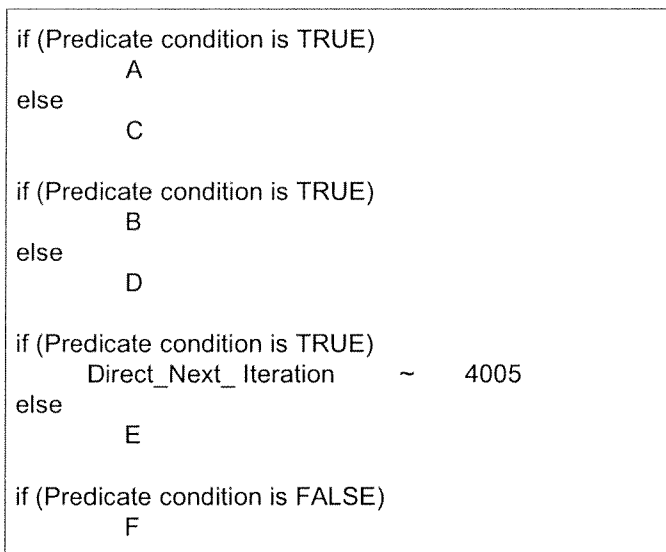 if (Predicate condition is TRUE)
A
else
C
if (Predicate condition is TRUE)
B
else
D
if (Predicate condition is TRUE)
Direct_Next_ Iteration ~ 4005
else
E
if (Predicate condition is FALSE)
F